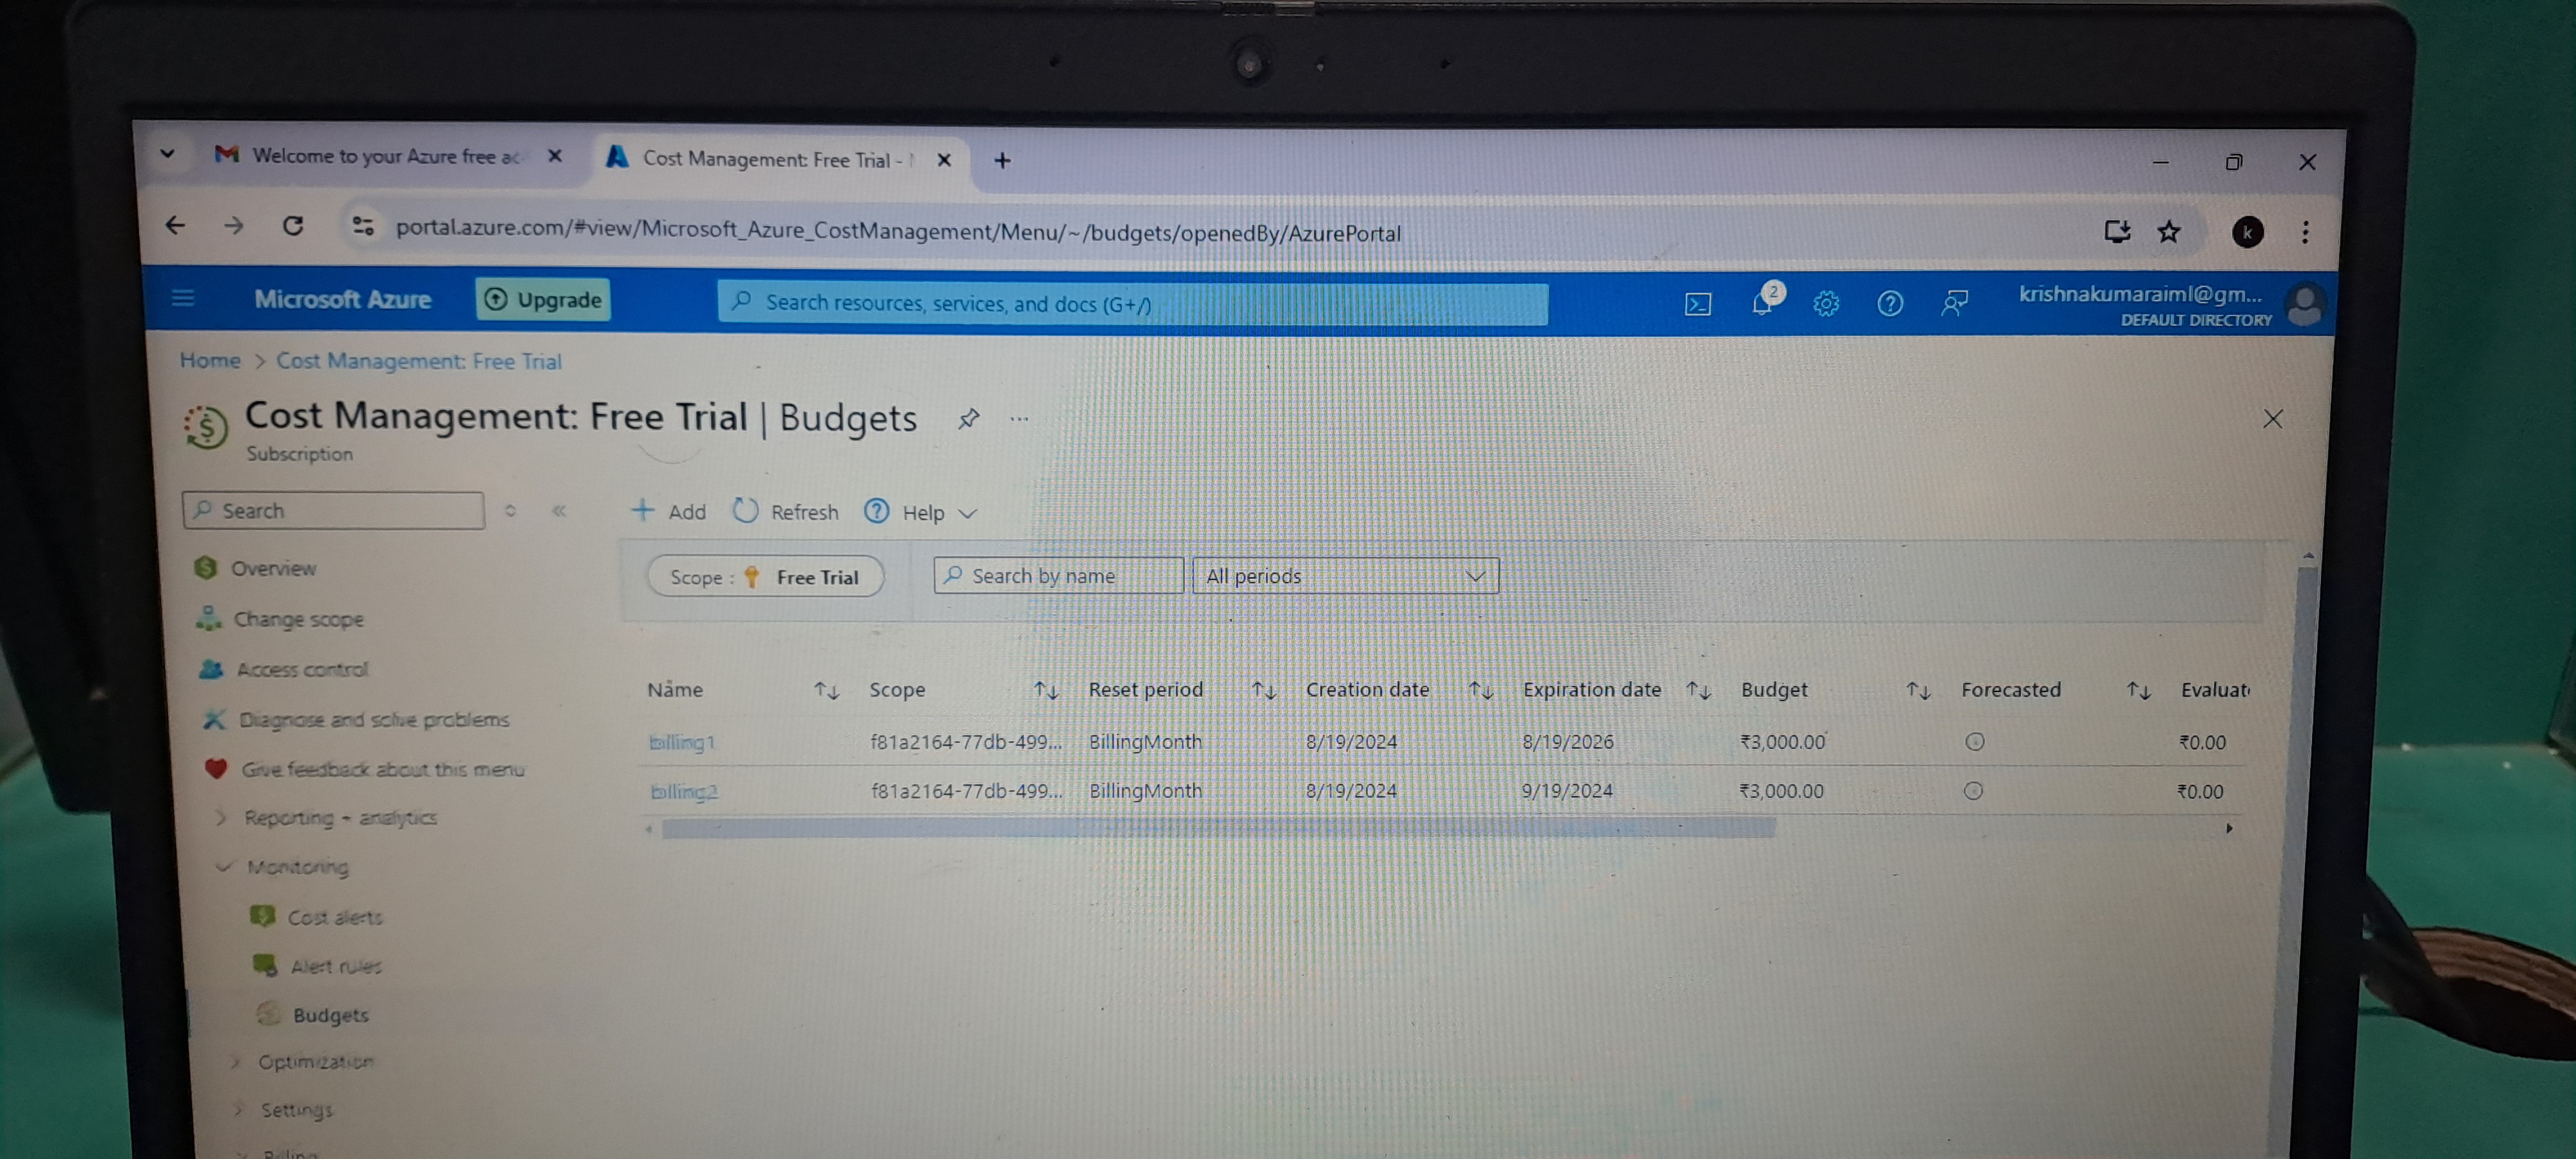 Welcome to your Azure free ac
Cost Management: Free Trial -
portal.azure.com/#view/Microsoft_Azure_CostManagement/Menu/~/budgets/openedBy/AzurePortal
k
Microsoft Azure
Upgrade
Search resources, services, and docs (G+/)
2
krishnakumaraiml@gm...
DEFAULT DIRECTORY
Home > Cost Management: Free Trial
Cost Management: Free Trial | Budgets
...
Subscription
Search
Add
Refresh
Help
Overview
Change scope
Access control
Diagnose and solve problems
Give feedback about this menu
Reporting + analytics
Monitoring
Cost alerts
Alert rules
Budgets
Optimization
Settings
Billing
Scope : Free Trial
Search by name
All periods
Name Scope Reset period Creation date Expiration date Budget Forecasted Evaluat
billing1 f81a2164-77db-499... BillingMonth 8/19/2024 8/19/2026 ₹3,000.00 ₹0.00
billing2 f81a2164-77db-499... BillingMonth 8/19/2024 9/19/2024 ₹3,000.00 ₹0.00